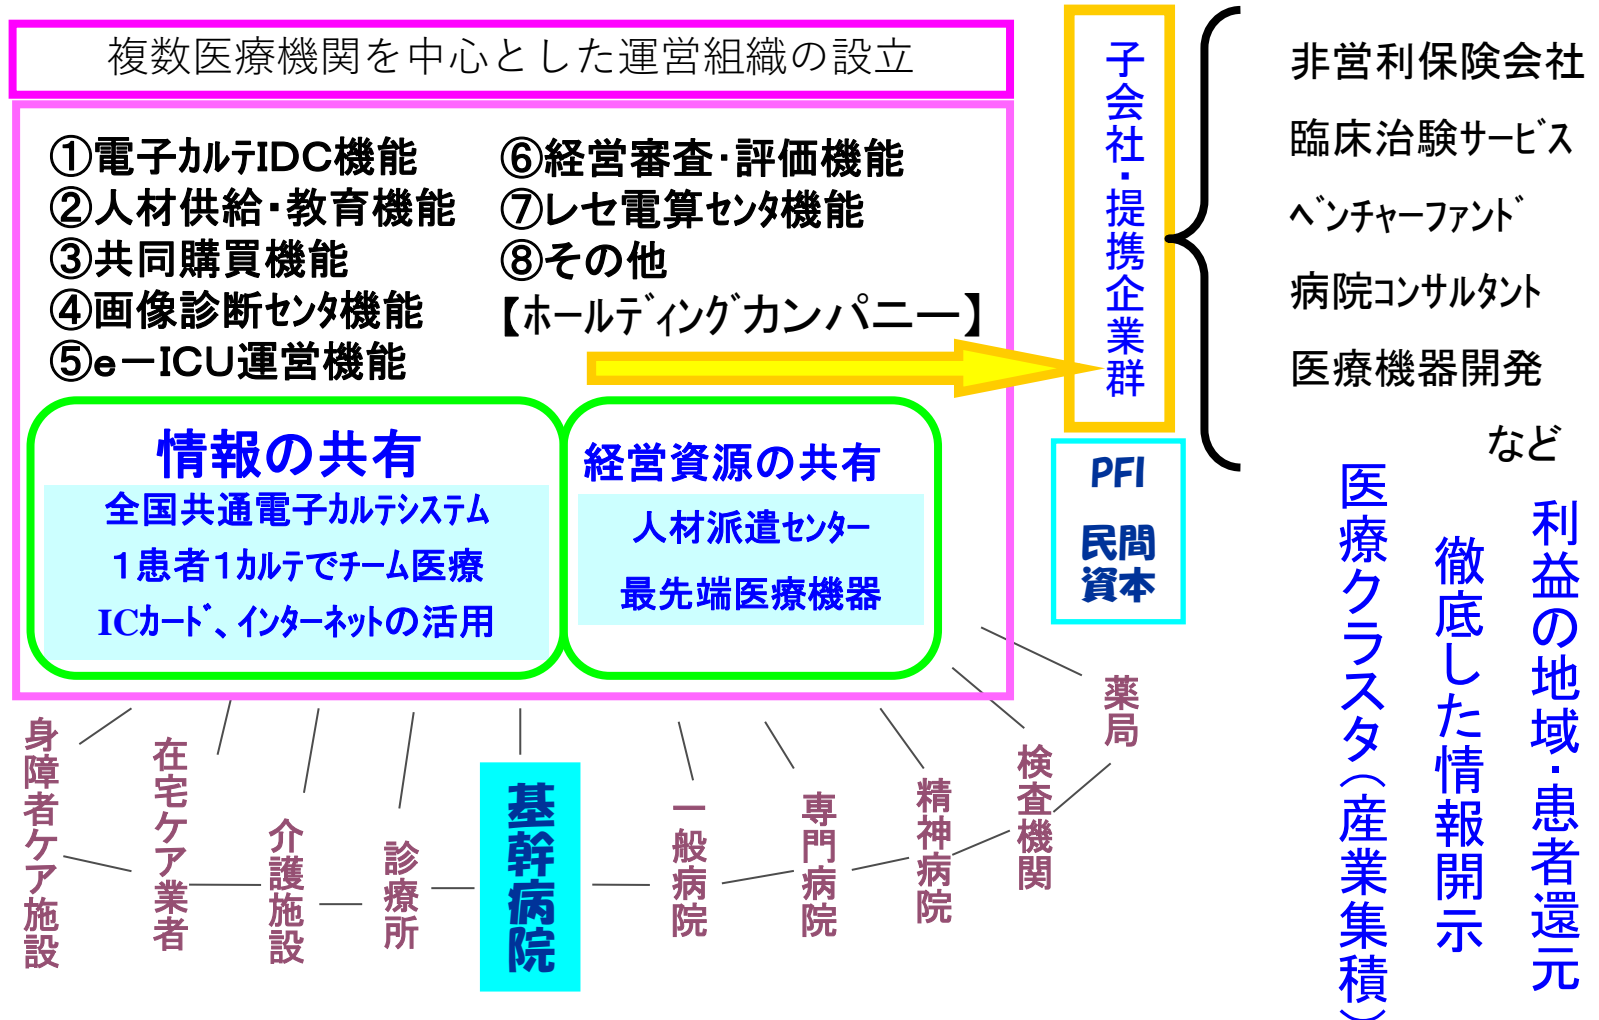 複数医療機関を中心とした運営組織の設立
①電子ｶﾙﾃIDC機能
②人材供給・教育機能
③共同購買機能
④画像診断ｾﾝﾀ機能
⑤e－ICU運営機能
⑥経営審査・評価機能
⑦レセ電算ｾﾝﾀ機能
⑧その他
【ﾎｰﾙﾃﾞｨﾝｸﾞカンパニー】
情報の共有
全国共通電子ｶﾙﾃｼｽﾃﾑ
１患者１ｶﾙﾃでﾁｰﾑ医療
ICｶｰﾄﾞ、ｲﾝﾀｰﾈｯﾄの活用
経営資源の共有
人材派遣ｾﾝﾀｰ
最先端医療機器
子会社・提携企業群
PFI
民間
資本
非営利保険会社
臨床治験ｻｰﾋﾞｽ
ﾍﾞﾝﾁｬｰﾌｧﾝﾄﾞ
病院ｺﾝｻﾙﾀﾝﾄ
医療機器開発
など
利益の地域・患者還元
徹底した情報開示
医療クラスタ（産業集積）
身障者ケア施設
在宅ケア業者
介護施設
診療所
基幹病院
一般病院
専門病院
精神病院
検査機関
薬局